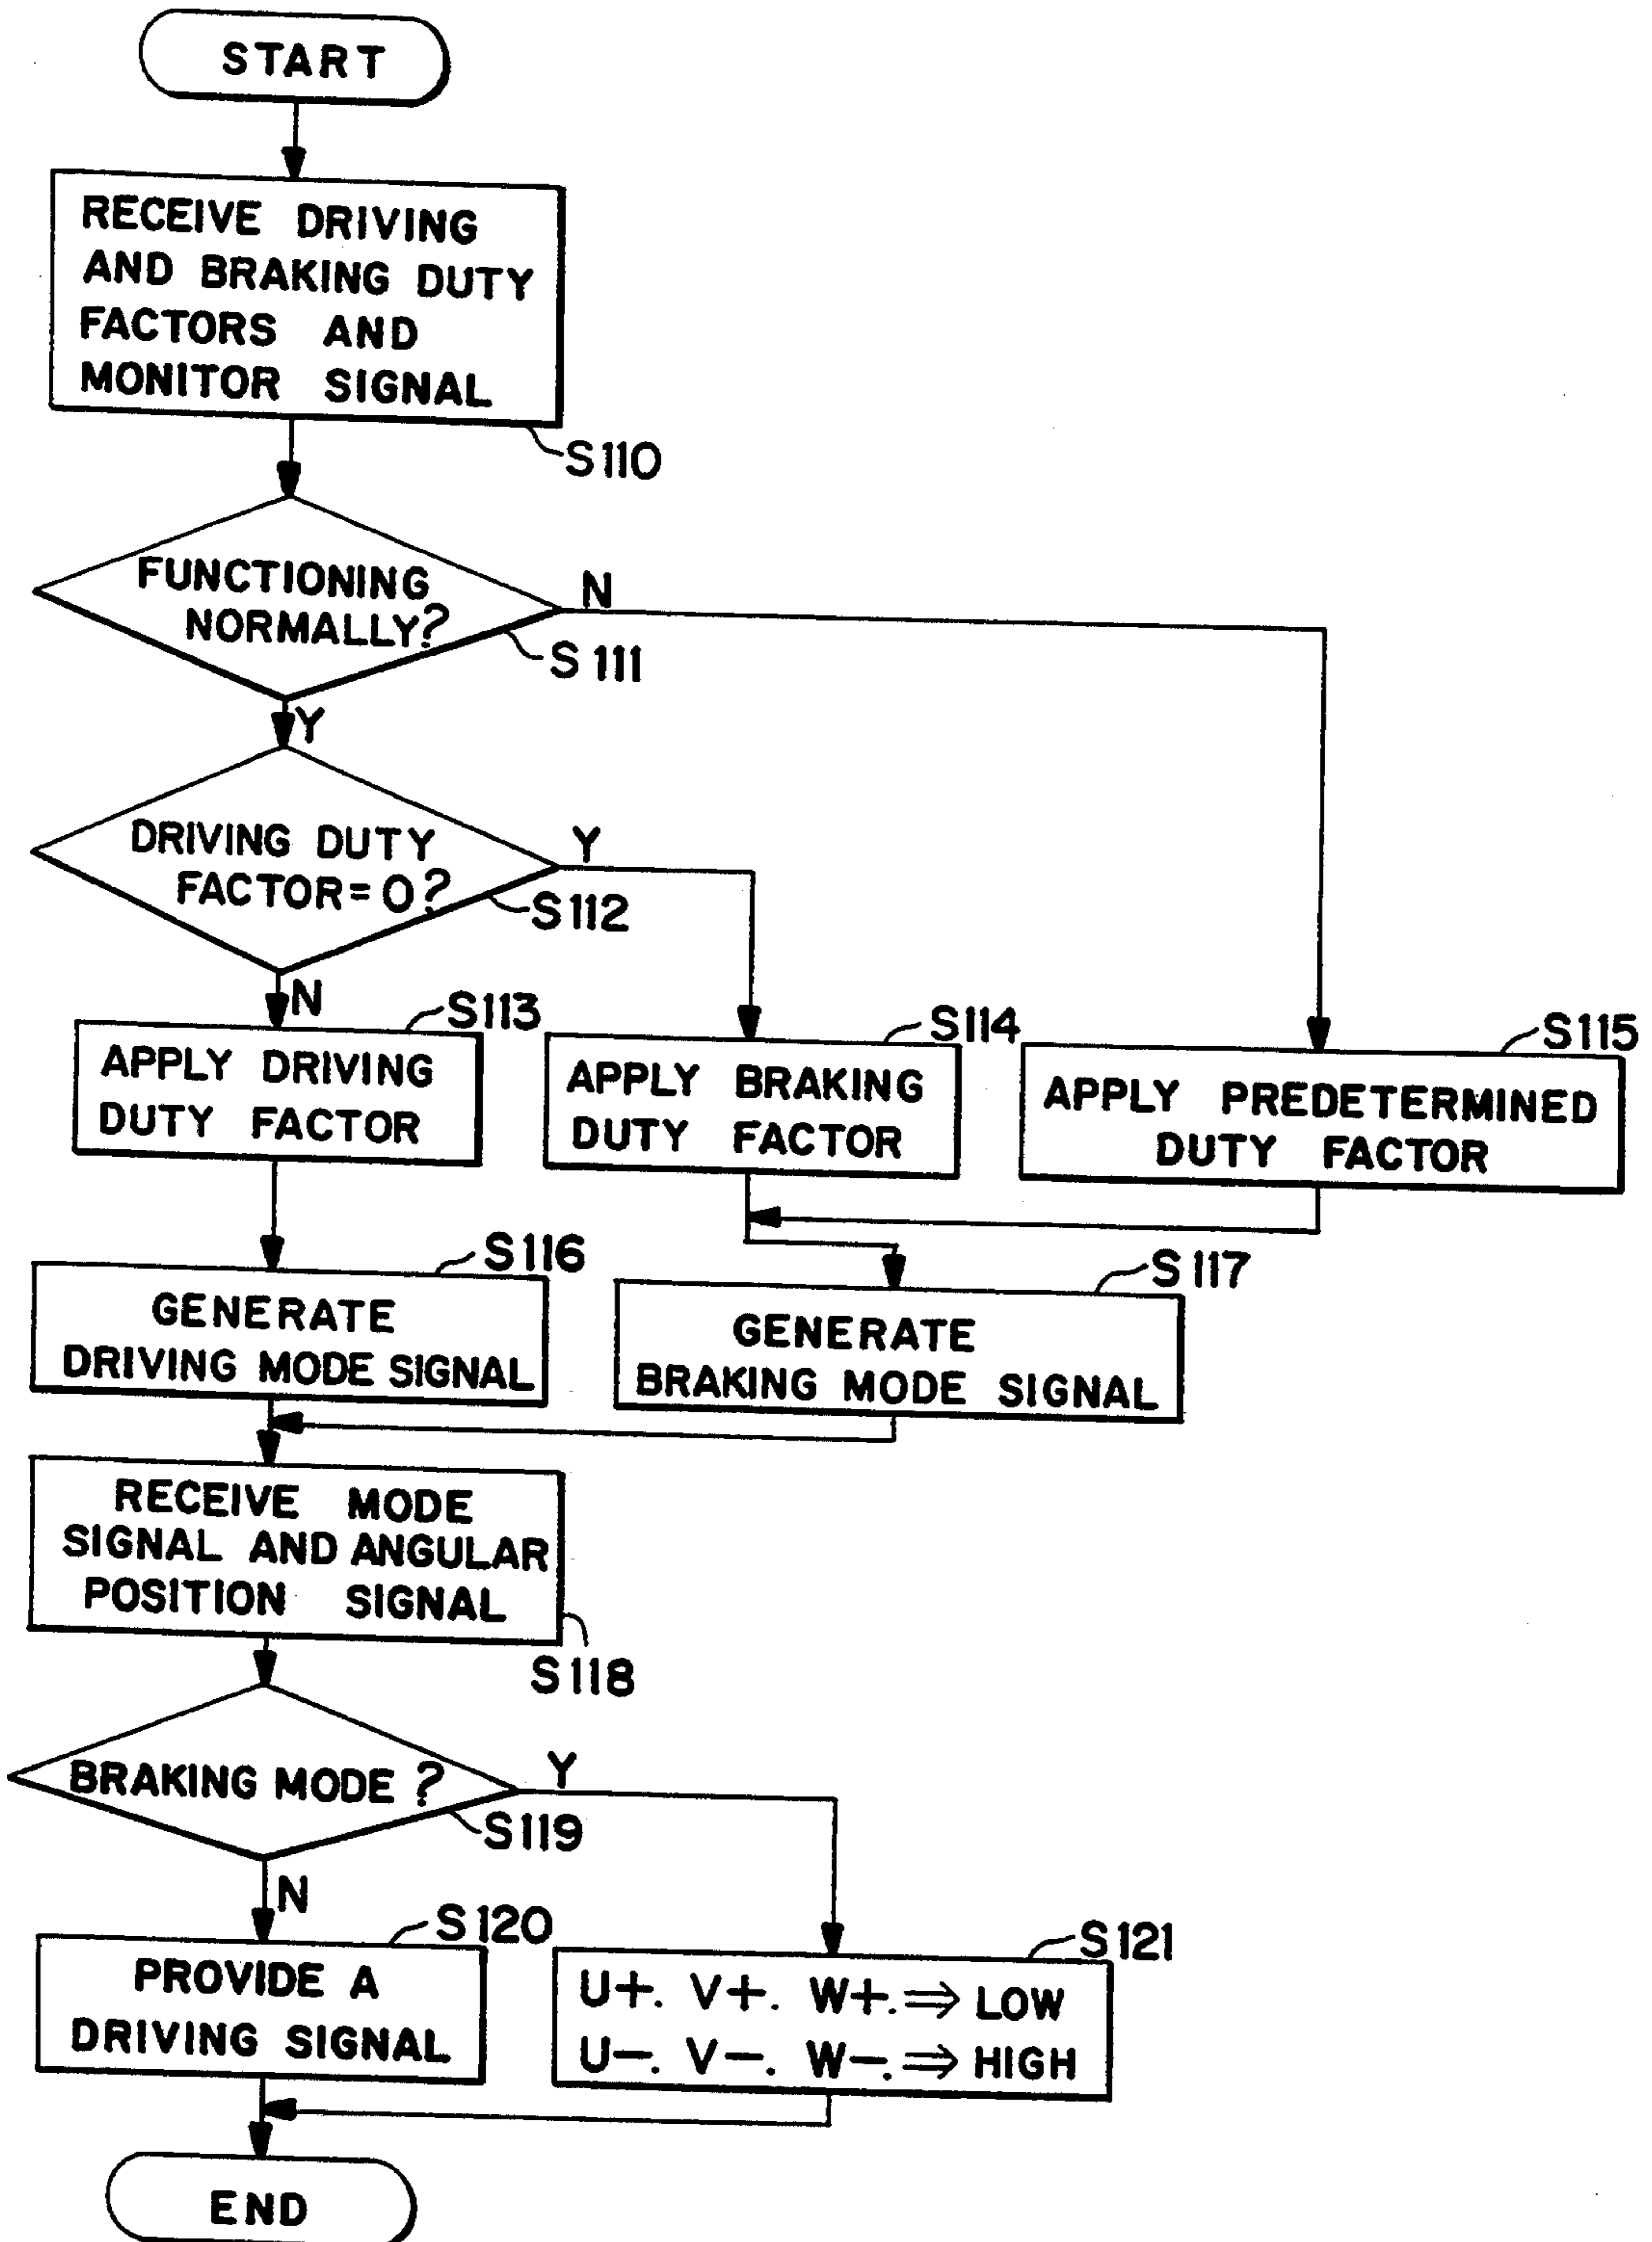 START
RECEIVE DRIVING
AND BRAKING DUTY
FACTORS AND
MONITOR SIGNAL
S110
FUNCTIONING
NORMALLY?
N
S111
Y
DRIVING DUTY
FACTOR=0?
Y
S112
N
S113
APPLY DRIVING
DUTY FACTOR
S114
APPLY BRAKING
DUTY FACTOR
S115
APPLY PREDETERMINED
DUTY FACTOR
S116
GENERATE
DRIVING MODE SIGNAL
S117
GENERATE
BRAKING MODE SIGNAL
RECEIVE MODE
SIGNAL AND ANGULAR
POSITION SIGNAL
S118
BRAKING MODE ?
Y
S119
N
S120
PROVIDE A
DRIVING SIGNAL
S121
U+. V+. W+. ⇒ LOW
U−. V−. W−. ⇒ HIGH
END